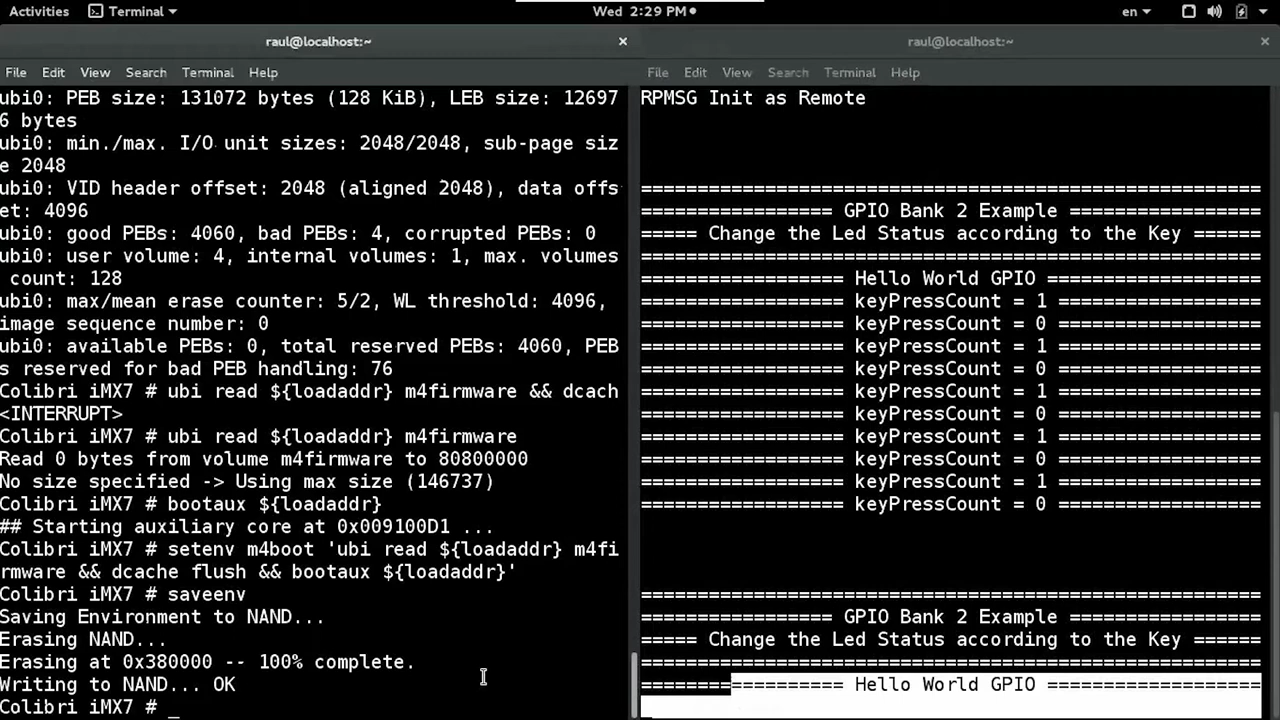 Activities Terminal Wed 2:29 PM en
raul@localhost:~
File Edit View Search Terminal Help
ubi0: PEB size: 131072 bytes (128 KiB), LEB size: 12697
6 bytes
ubi0: min./max. I/O unit sizes: 2048/2048, sub-page siz
e 2048
ubi0: VID header offset: 2048 (aligned 2048), data offs
et: 4096
ubi0: good PEBs: 4060, bad PEBs: 4, corrupted PEBs: 0
ubi0: user volume: 4, internal volumes: 1, max. volumes
 count: 128
ubi0: max/mean erase counter: 5/2, WL threshold: 4096,
image sequence number: 0
ubi0: available PEBs: 0, total reserved PEBs: 4060, PEB
s reserved for bad PEB handling: 76
Colibri iMX7 # ubi read ${loadaddr} m4firmware && dcach
<INTERRUPT>
Colibri iMX7 # ubi read ${loadaddr} m4firmware
Read 0 bytes from volume m4firmware to 80800000
No size specified -> Using max size (146737)
Colibri iMX7 # bootaux ${loadaddr}
## Starting auxiliary core at 0x009100D1 ...
Colibri iMX7 # setenv m4boot 'ubi read ${loadaddr} m4fi
rmware && dcache flush && bootaux ${loadaddr}'
Colibri iMX7 # saveenv
Saving Environment to NAND...
Erasing NAND...
Erasing at 0x380000 -- 100% complete.
Writing to NAND... OK
Colibri iMX7 # _
raul@localhost:~
File Edit View Search Terminal Help
RPMSG Init as Remote
=======================================================
================= GPIO Bank 2 Example =================
===== Change the Led Status according to the Key ======
=======================================================
================== Hello World GPIO ===================
================== keyPressCount = 1 ==================
================== keyPressCount = 0 ==================
================== keyPressCount = 1 ==================
================== keyPressCount = 0 ==================
================== keyPressCount = 1 ==================
================== keyPressCount = 0 ==================
================== keyPressCount = 1 ==================
================== keyPressCount = 0 ==================
================== keyPressCount = 1 ==================
================== keyPressCount = 0 ==================
=======================================================
================= GPIO Bank 2 Example =================
===== Change the Led Status according to the Key ======
=======================================================
================== Hello World GPIO ===================